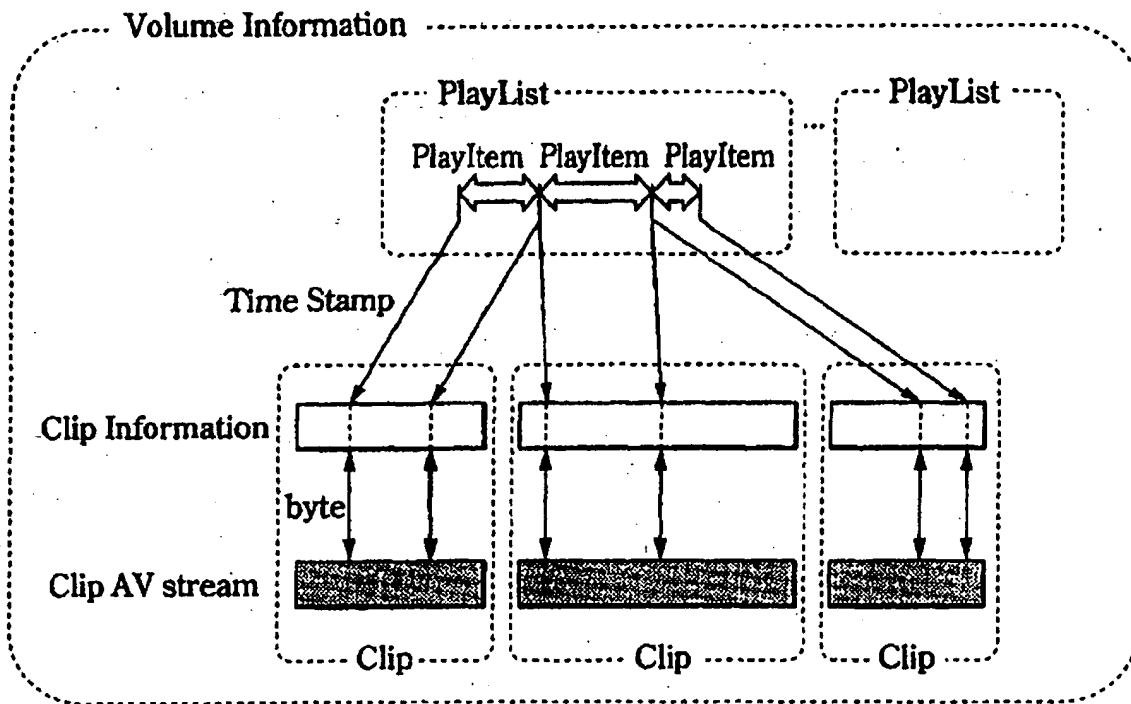 Volume Information
PlayList
PlayList
...
PlayItem PlayItem PlayItem
Time Stamp
Clip Information
byte
Clip AV stream
Clip
Clip
Clip